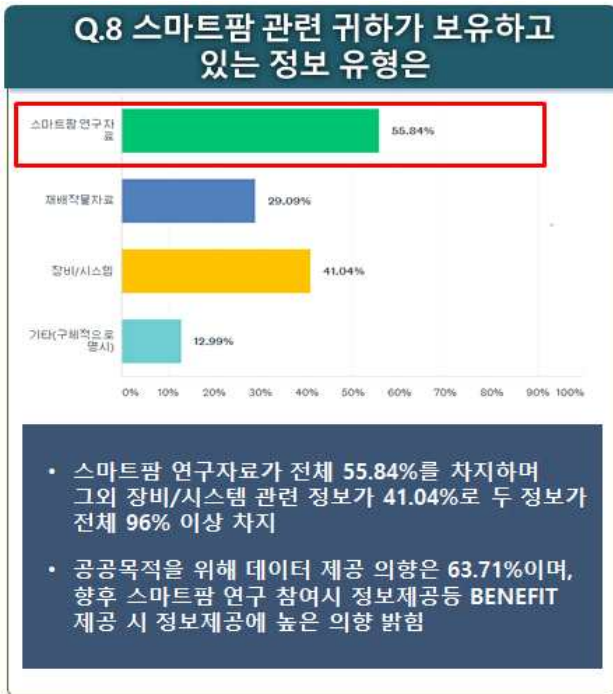 Q.8 스마트팜 관련 귀하가 보유하고
있는 정보 유형은
스마트팜 연구자
료
55.84%
재배작물자료
29.09%
장비/시스템
41.04%
기타(구체적으로
명시)
12.99%
0% 10% 20% 30% 40% 50% 60% 70% 80% 90% 100%
• 스마트팜 연구자료가 전체 55.84%를 차지하며
그외 장비/시스템 관련 정보가 41.04%로 두 정보가
전체 96% 이상 차지
• 공공목적을 위해 데이터 제공 의향은 63.71%이며,
향후 스마트팜 연구 참여시 정보제공등 BENEFIT
제공 시 정보제공에 높은 의향 밝힘